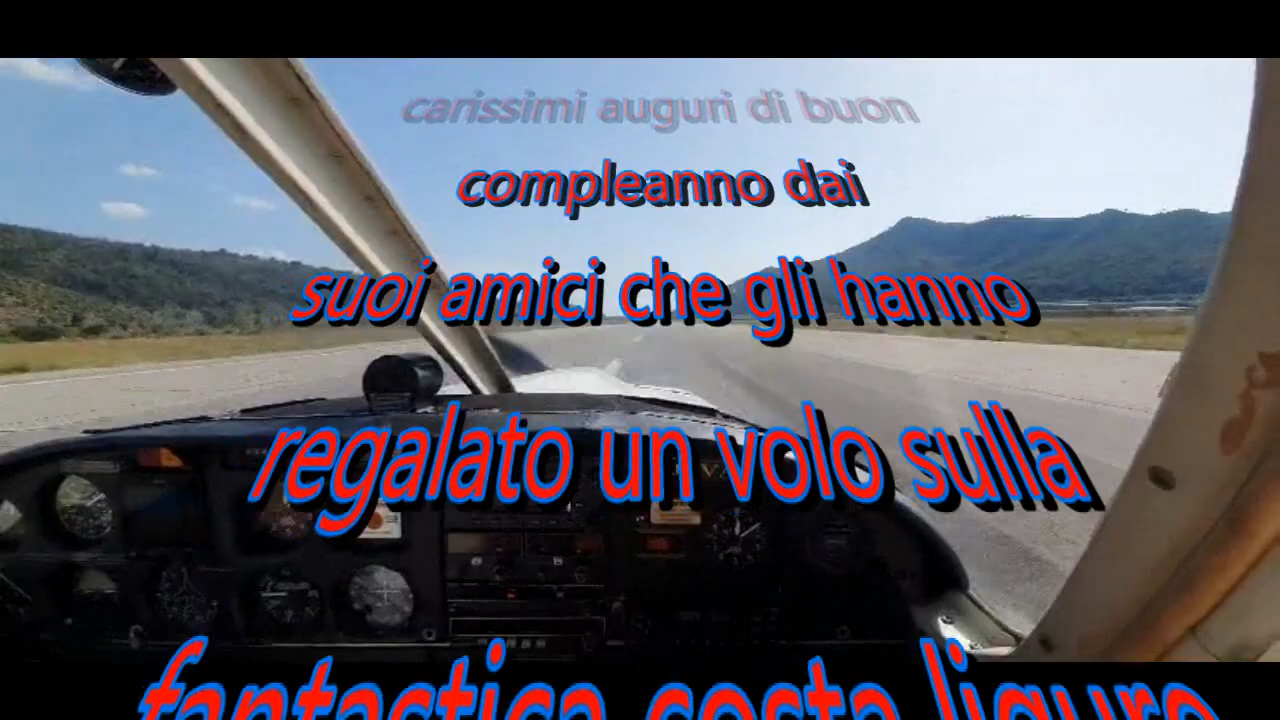 carissimi auguri di buon
compleanno dai
suoi amici che gli hanno
regalato un volo sulla
fantastica costa ligure